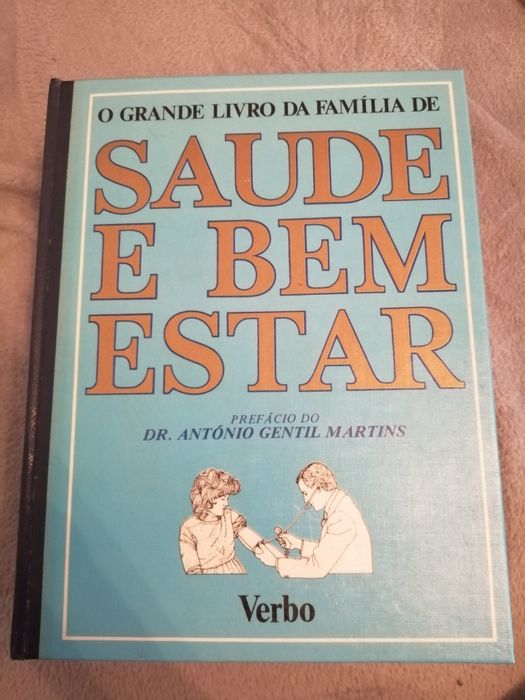 O GRANDE LIVRO DA FAMÍLIA DE
SAUDE
E BEM
ESTAR
PREFÁCIO DO
DR. ANTÓNIO GENTIL MARTINS
Verbo